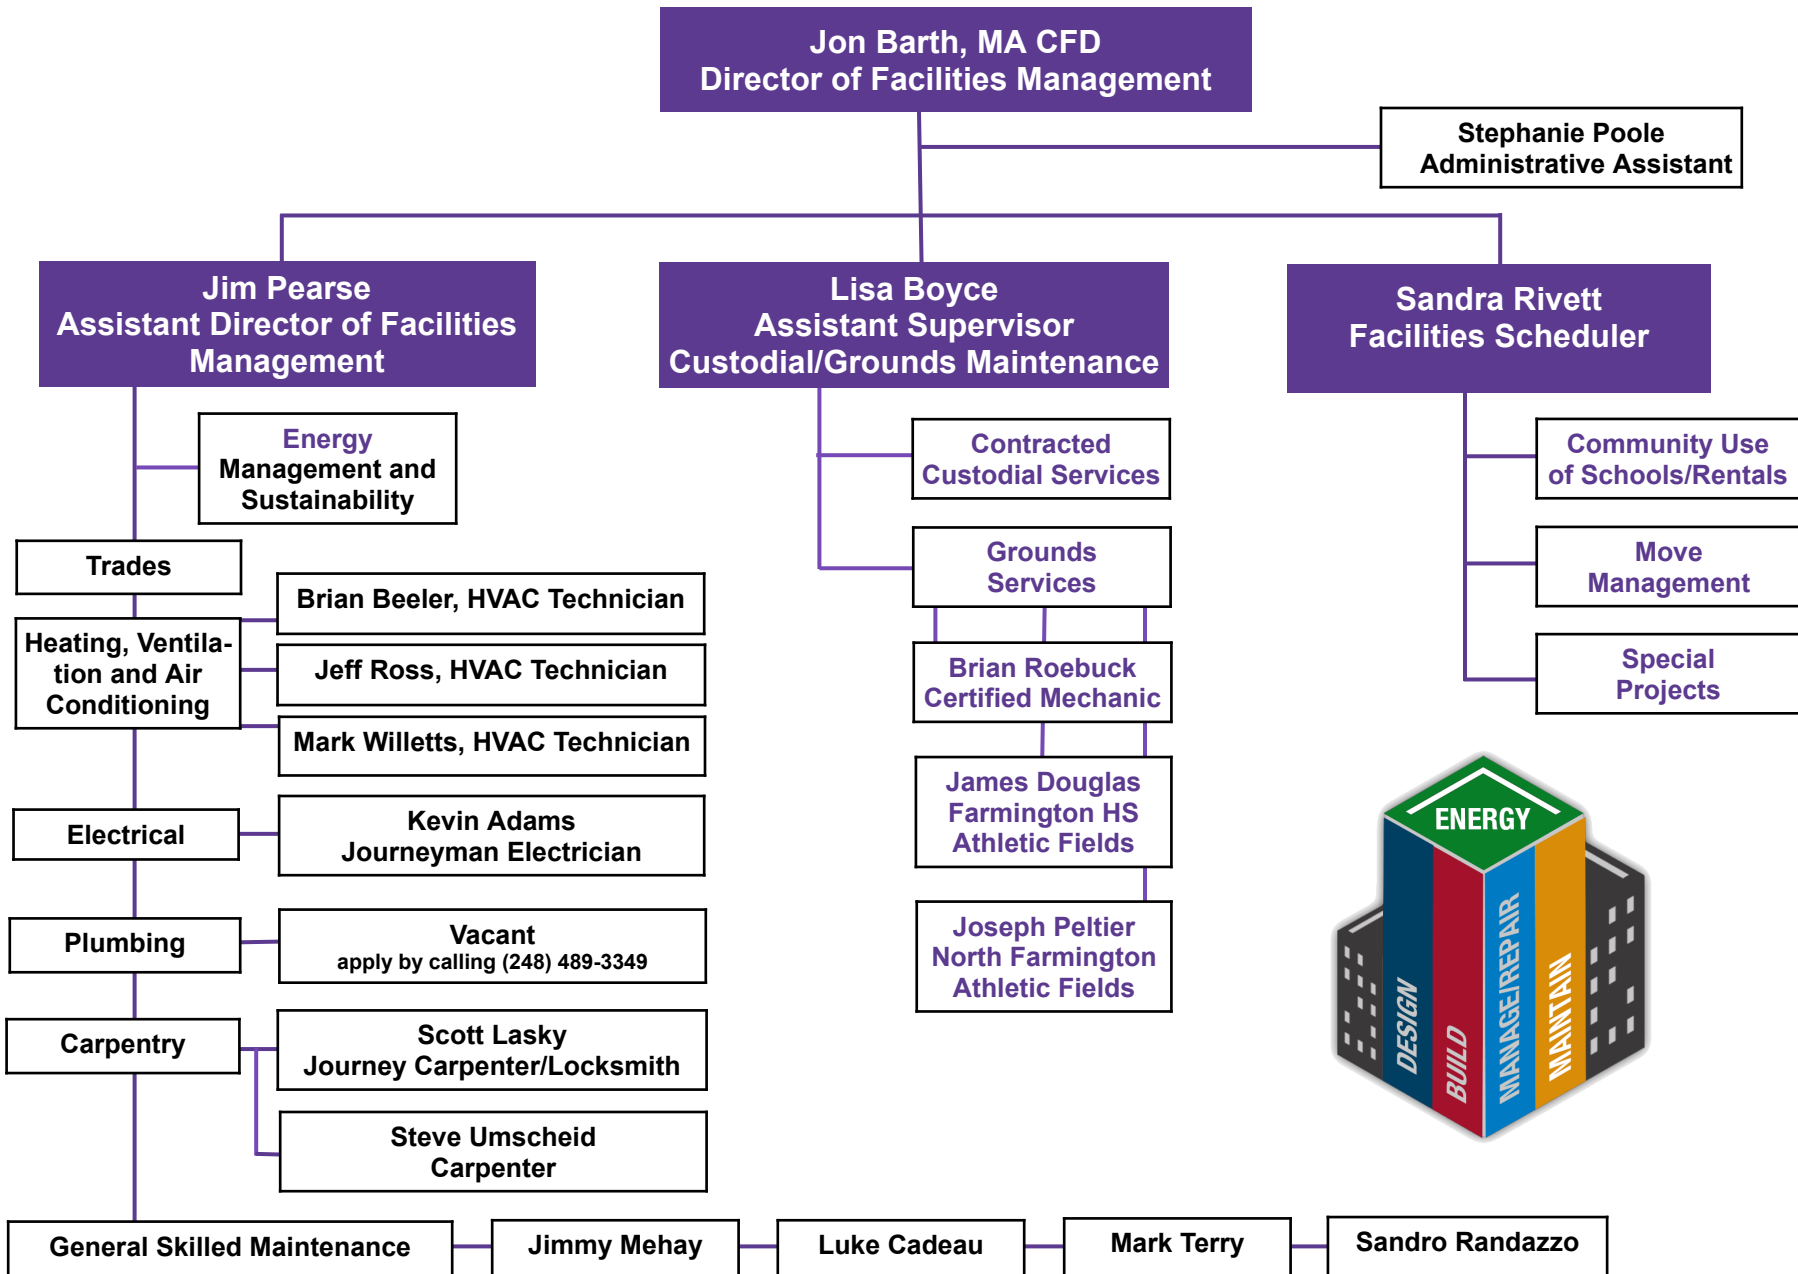 Jon Barth, MA CFD
Director of Facilities Management
Stephanie Poole
Administrative Assistant
Jim Pearse
Assistant Director of Facilities
Management
Lisa Boyce
Assistant Supervisor
Custodial/Grounds Maintenance
Sandra Rivett
Facilities Scheduler
Energy
Management and
Sustainability
Trades
Heating, Ventila-
tion and Air
Conditioning
Brian Beeler, HVAC Technician
Jeff Ross, HVAC Technician
Mark Willetts, HVAC Technician
Electrical
Kevin Adams
Journeyman Electrician
Plumbing
Vacant
apply by calling (248) 489-3349
Carpentry
Scott Lasky
Journey Carpenter/Locksmith
Steve Umscheid
Carpenter
General Skilled Maintenance
Jimmy Mehay
Luke Cadeau
Mark Terry
Sandro Randazzo
Contracted
Custodial Services
Grounds
Services
Brian Roebuck
Certified Mechanic
James Douglas
Farmington HS
Athletic Fields
Joseph Peltier
North Farmington
Athletic Fields
Community Use
of Schools/Rentals
Move
Management
Special
Projects
ENERGY
DESIGN
BUILD
MANAGE/REPAIR
MAINTAIN